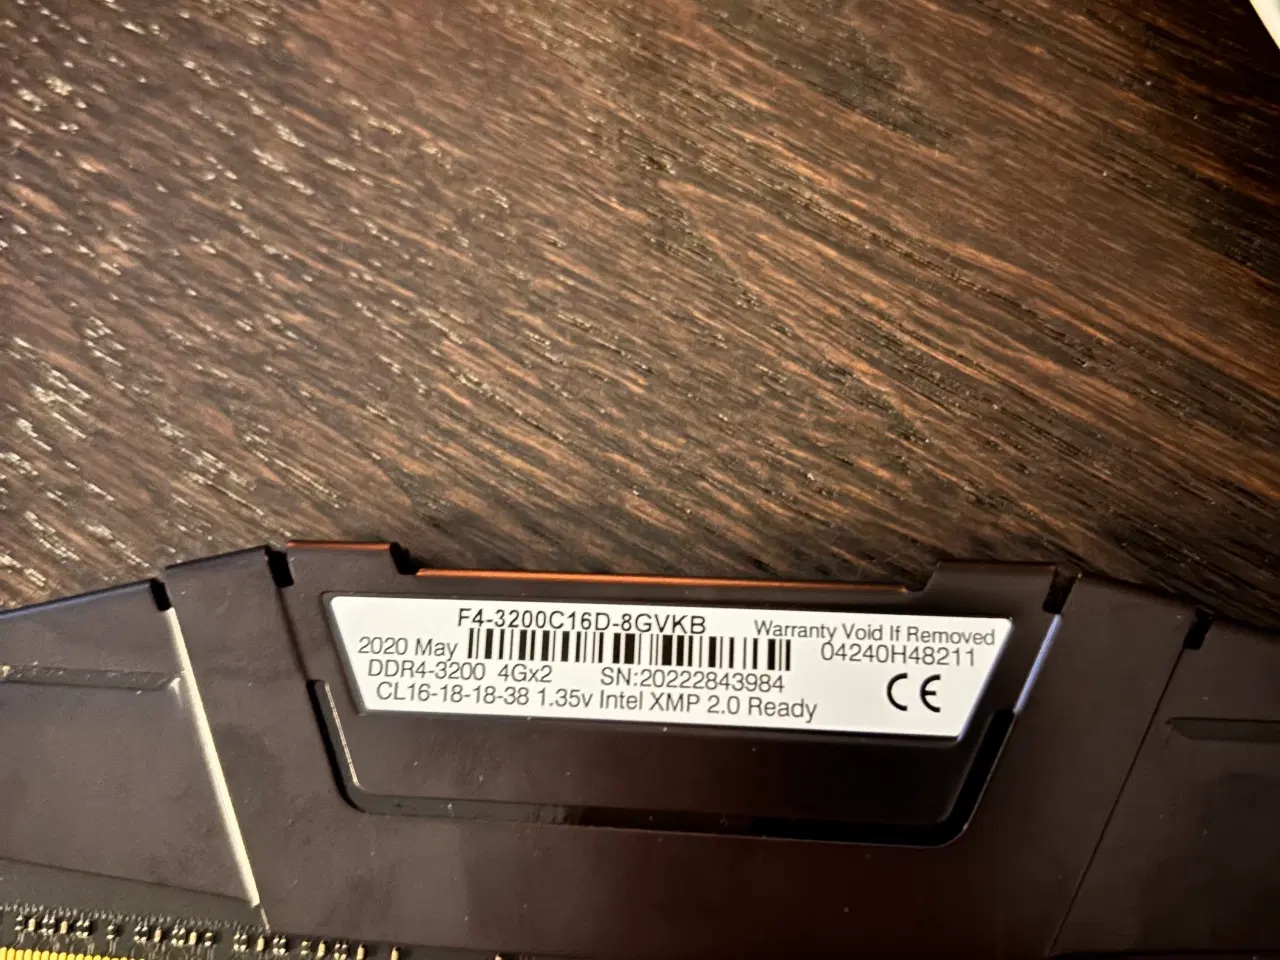 F4-3200C16D-8GVKB
Warranty Void If Removed
2020 May
04240H48211
DDR4-3200 4Gx2 SN:20222843984
CL16-18-18-38 1.35v Intel XMP 2.0 Ready
CE